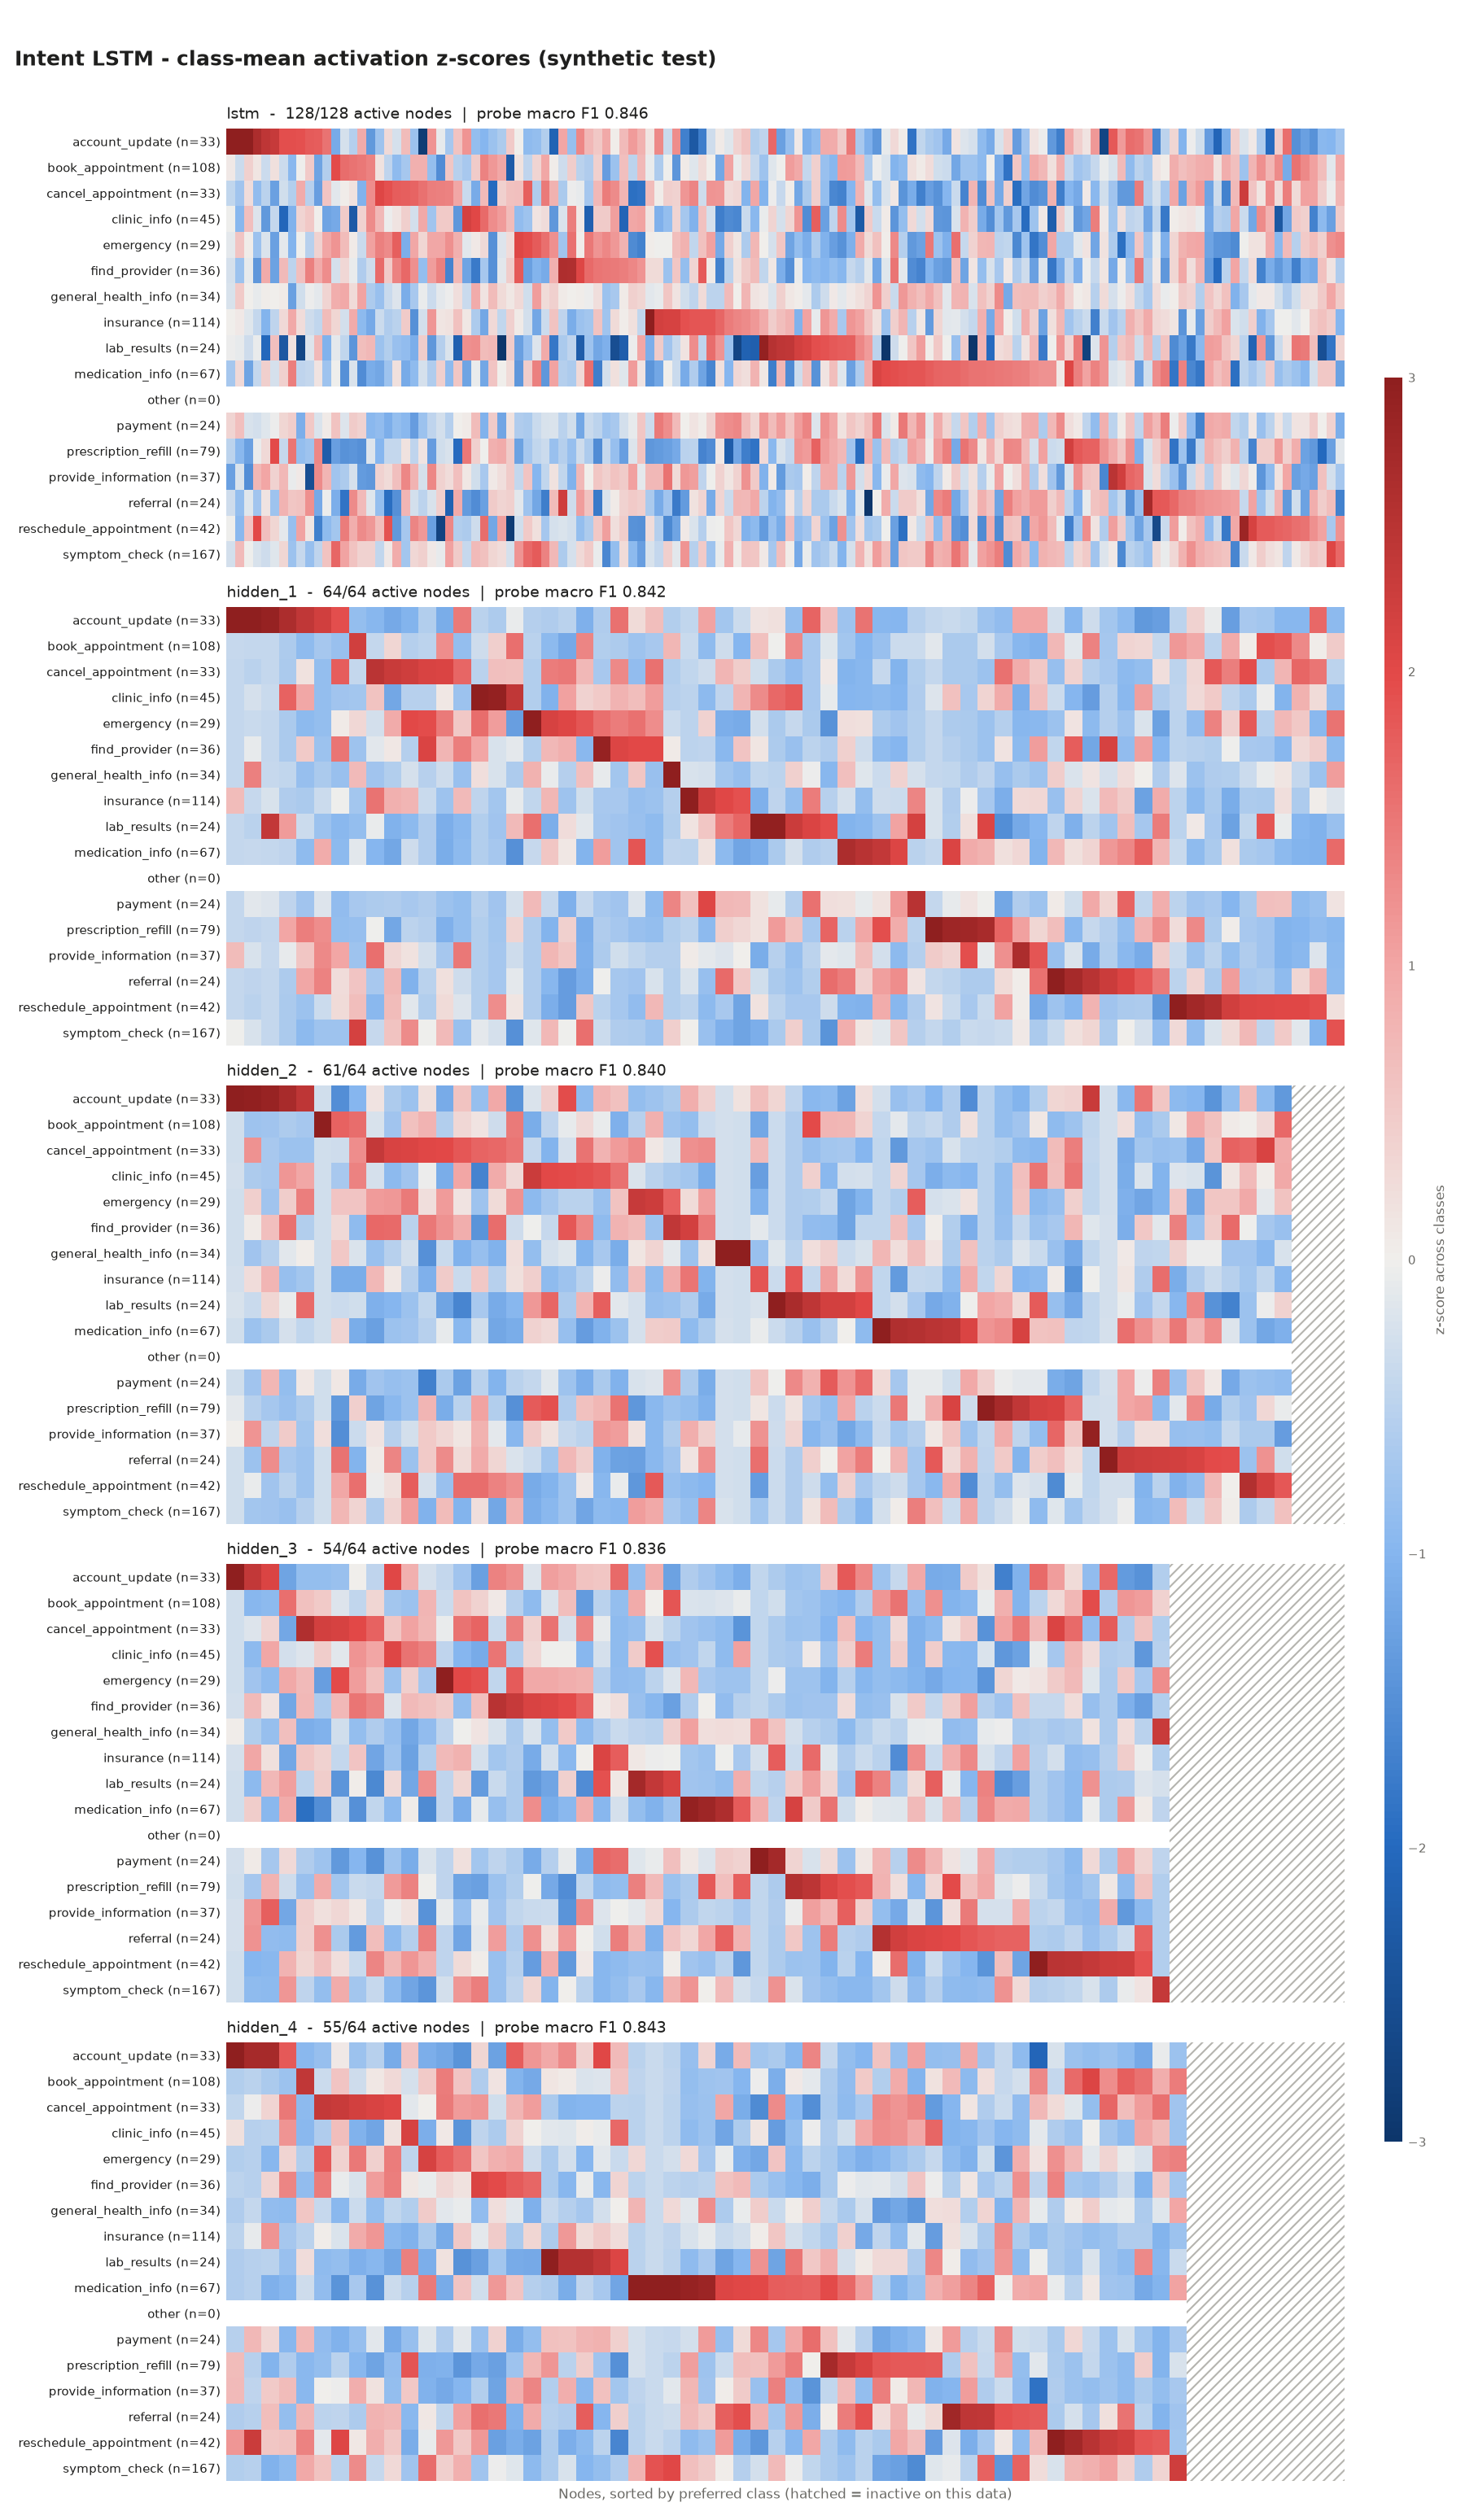 Intent LSTM - class-mean activation z-scores (synthetic test)
lstm - 128/128 active nodes | probe macro F1 0.846
account_update (n=33)
book_appointment (n=108)
cancel_appointment (n=33)
clinic_info (n=45)
emergency (n=29)
find_provider (n=36)
general_health_info (n=34)
insurance (n=114)
lab_results (n=24)
medication_info (n=67)
other (n=0)
payment (n=24)
prescription_refill (n=79)
provide_information (n=37)
referral (n=24)
reschedule_appointment (n=42)
symptom_check (n=167)
hidden_1 - 64/64 active nodes | probe macro F1 0.842
account_update (n=33)
book_appointment (n=108)
cancel_appointment (n=33)
clinic_info (n=45)
emergency (n=29)
find_provider (n=36)
general_health_info (n=34)
insurance (n=114)
lab_results (n=24)
medication_info (n=67)
other (n=0)
payment (n=24)
prescription_refill (n=79)
provide_information (n=37)
referral (n=24)
reschedule_appointment (n=42)
symptom_check (n=167)
hidden_2 - 61/64 active nodes | probe macro F1 0.840
account_update (n=33)
book_appointment (n=108)
cancel_appointment (n=33)
clinic_info (n=45)
emergency (n=29)
find_provider (n=36)
general_health_info (n=34)
insurance (n=114)
lab_results (n=24)
medication_info (n=67)
other (n=0)
payment (n=24)
prescription_refill (n=79)
provide_information (n=37)
referral (n=24)
reschedule_appointment (n=42)
symptom_check (n=167)
hidden_3 - 54/64 active nodes | probe macro F1 0.836
account_update (n=33)
book_appointment (n=108)
cancel_appointment (n=33)
clinic_info (n=45)
emergency (n=29)
find_provider (n=36)
general_health_info (n=34)
insurance (n=114)
lab_results (n=24)
medication_info (n=67)
other (n=0)
payment (n=24)
prescription_refill (n=79)
provide_information (n=37)
referral (n=24)
reschedule_appointment (n=42)
symptom_check (n=167)
hidden_4 - 55/64 active nodes | probe macro F1 0.843
account_update (n=33)
book_appointment (n=108)
cancel_appointment (n=33)
clinic_info (n=45)
emergency (n=29)
find_provider (n=36)
general_health_info (n=34)
insurance (n=114)
lab_results (n=24)
medication_info (n=67)
other (n=0)
payment (n=24)
prescription_refill (n=79)
provide_information (n=37)
referral (n=24)
reschedule_appointment (n=42)
symptom_check (n=167)
Nodes, sorted by preferred class (hatched = inactive on this data)
3
2
1
0
−1
−2
−3
z-score across classes